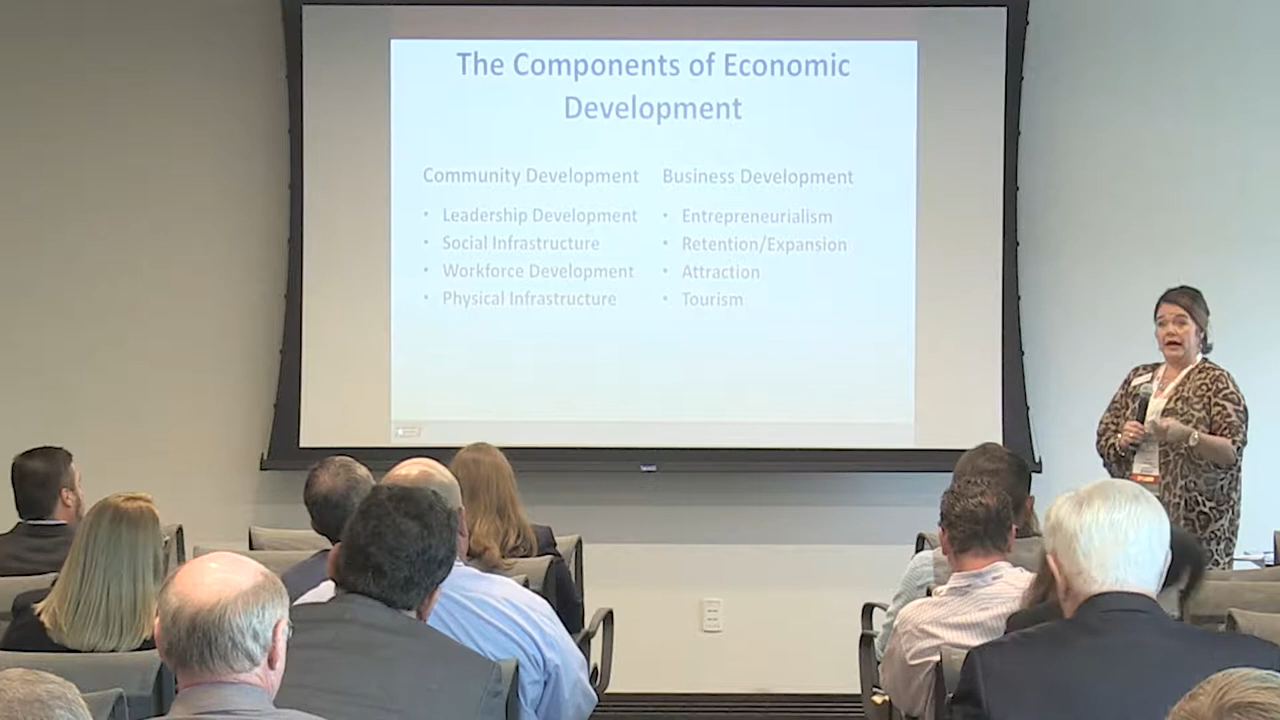 The Components of Economic
Development
Community Development
• Leadership Development
• Social Infrastructure
• Workforce Development
• Physical Infrastructure
Business Development
• Entrepreneurialism
• Retention/Expansion
• Attraction
• Tourism